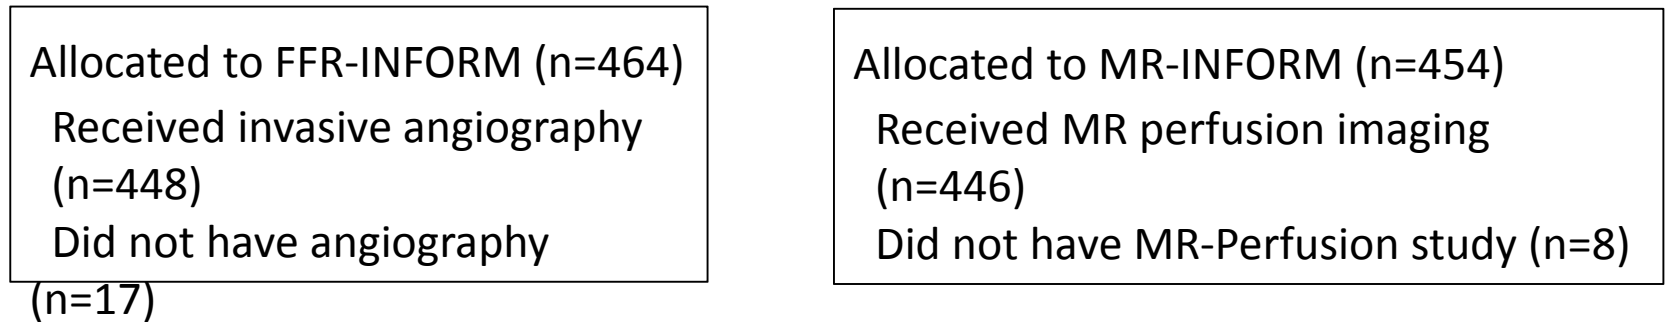 Allocated to FFR-INFORM (n=464)
Received invasive angiography
(n=448)
Did not have angiography
(n=17)
Allocated to MR-INFORM (n=454)
Received MR perfusion imaging
(n=446)
Did not have MR-Perfusion study (n=8)